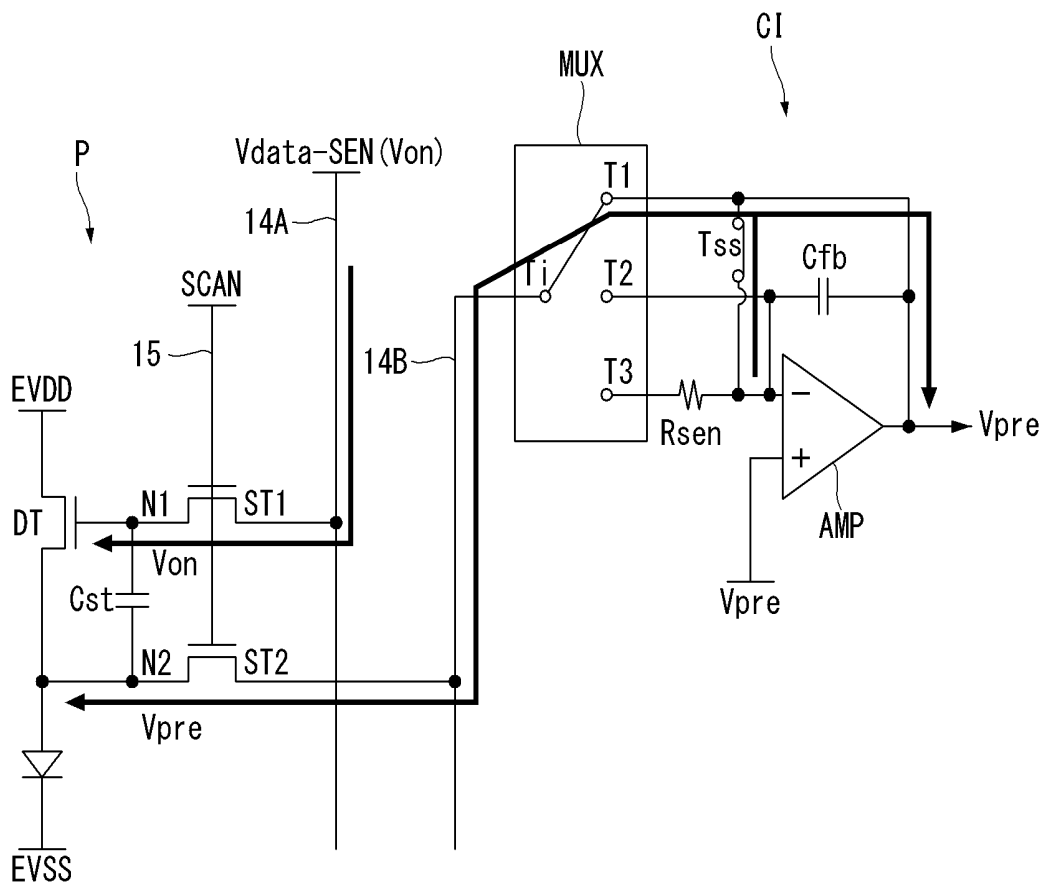 CI
MUX
P
Vdata-SEN(Von)
T1
14A
Tss
Cfb
Ti
T2
SCAN
15
14B
T3
EVDD
Rsen
−
+
Vpre
N1
ST1
DT
AMP
Von
Cst
Vpre
N2
ST2
Vpre
EVSS